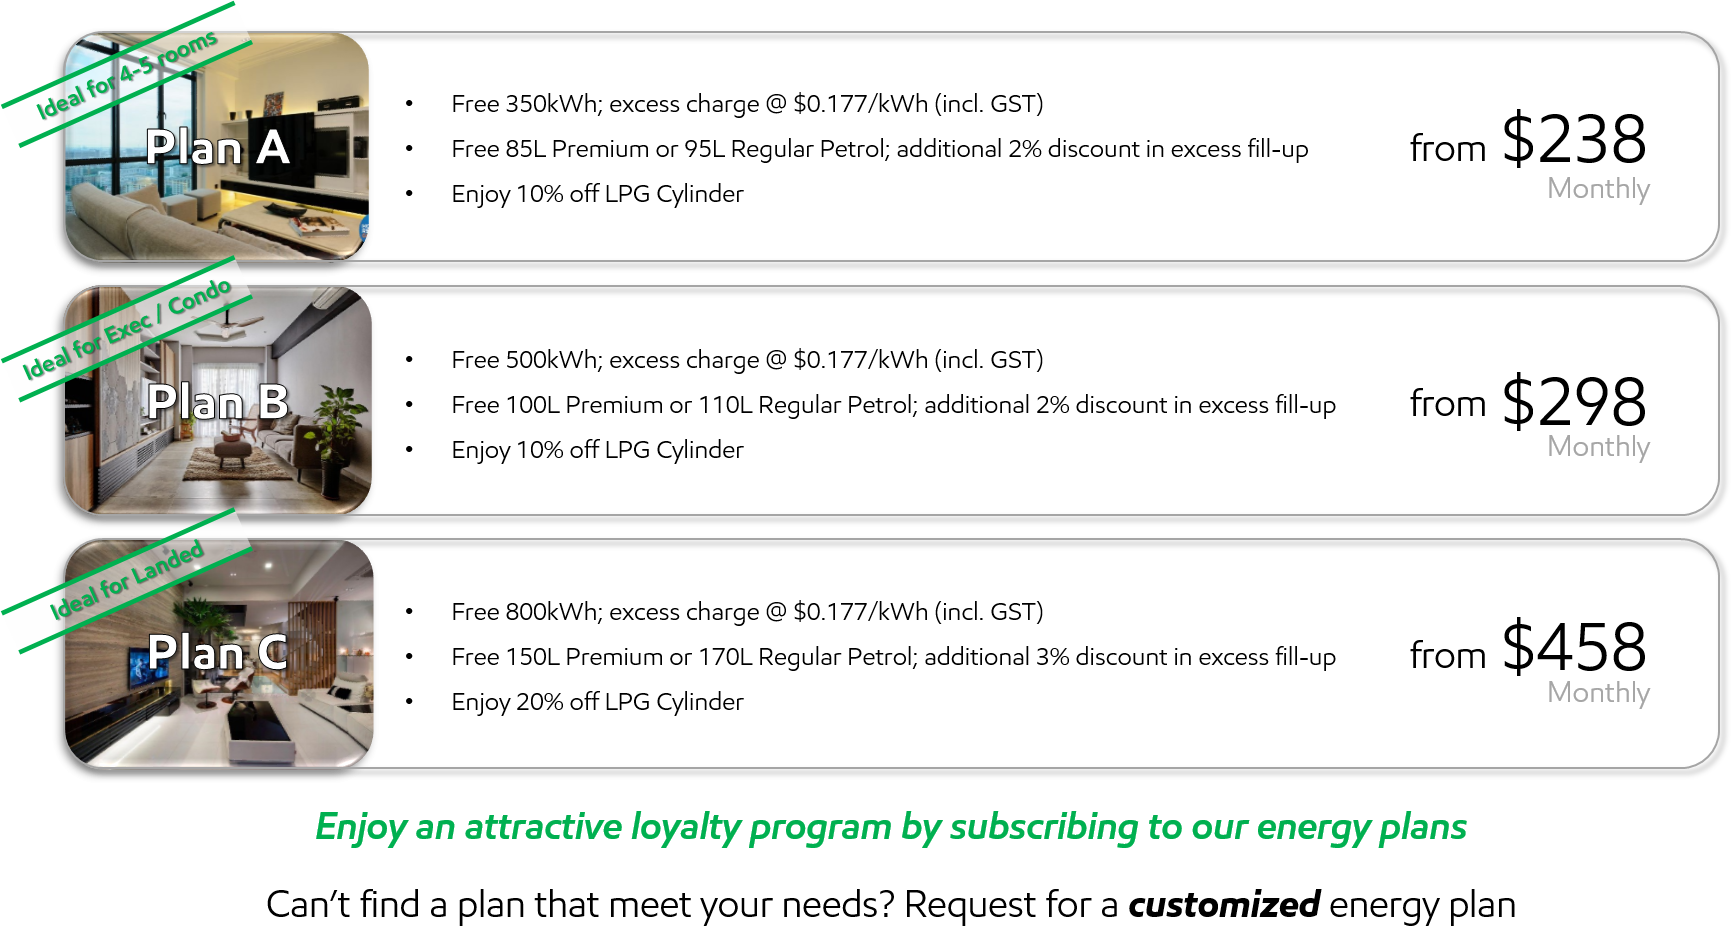 Ideal for 4-5 rooms
Plan A
• Free 350kWh; excess charge @ $0.177/kWh (incl. GST)
• Free 85L Premium or 95L Regular Petrol; additional 2% discount in excess fill-up
• Enjoy 10% off LPG Cylinder
from $238
Monthly
Ideal for Exec / Condo
Plan B
• Free 500kWh; excess charge @ $0.177/kWh (incl. GST)
• Free 100L Premium or 110L Regular Petrol; additional 2% discount in excess fill-up
• Enjoy 10% off LPG Cylinder
from $298
Monthly
Ideal for Landed
Plan C
• Free 800kWh; excess charge @ $0.177/kWh (incl. GST)
• Free 150L Premium or 170L Regular Petrol; additional 3% discount in excess fill-up
• Enjoy 20% off LPG Cylinder
from $458
Monthly
Enjoy an attractive loyalty program by subscribing to our energy plans
Can’t find a plan that meet your needs? Request for a customized energy plan